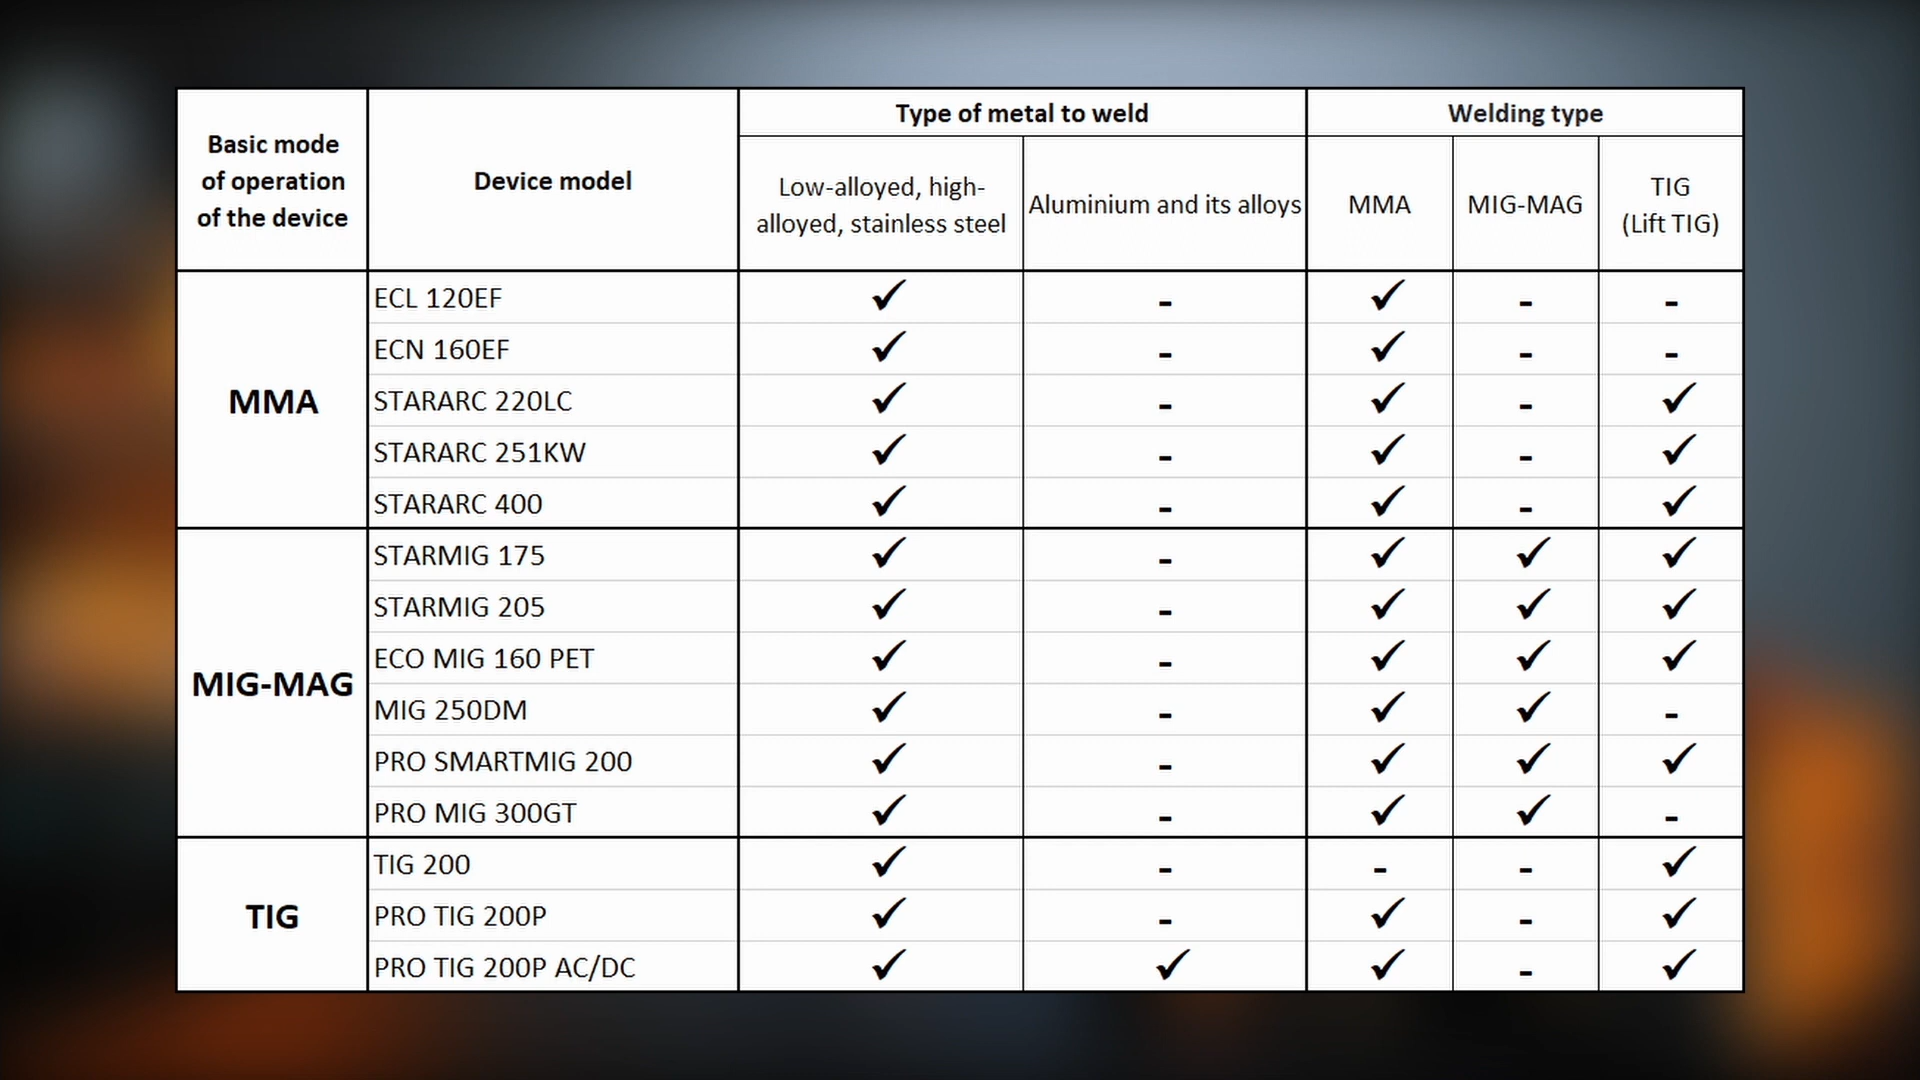 Basic mode
of operation
of the device
Device model
Type of metal to weld
Welding type
Low-alloyed, high-
alloyed, stainless steel
Aluminium and its alloys
MMA
MIG-MAG
TIG
(Lift TIG)
MMA
ECL 120EF ✓ - ✓ - -
ECN 160EF ✓ - ✓ - -
STARARC 220LC ✓ - ✓ - ✓
STARARC 251KW ✓ - ✓ - ✓
STARARC 400 ✓ - ✓ - ✓
MIG-MAG
STARMIG 175 ✓ - ✓ ✓ ✓
STARMIG 205 ✓ - ✓ ✓ ✓
ECO MIG 160 PET ✓ - ✓ ✓ ✓
MIG 250DM ✓ - ✓ ✓ -
PRO SMARTMIG 200 ✓ - ✓ ✓ ✓
PRO MIG 300GT ✓ - ✓ ✓ -
TIG
TIG 200 ✓ - - - ✓
PRO TIG 200P ✓ - ✓ - ✓
PRO TIG 200P AC/DC ✓ ✓ ✓ - ✓